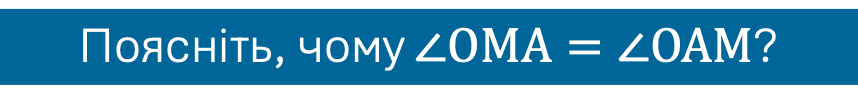 Поясніть, чому ∠OMA = ∠OAM?